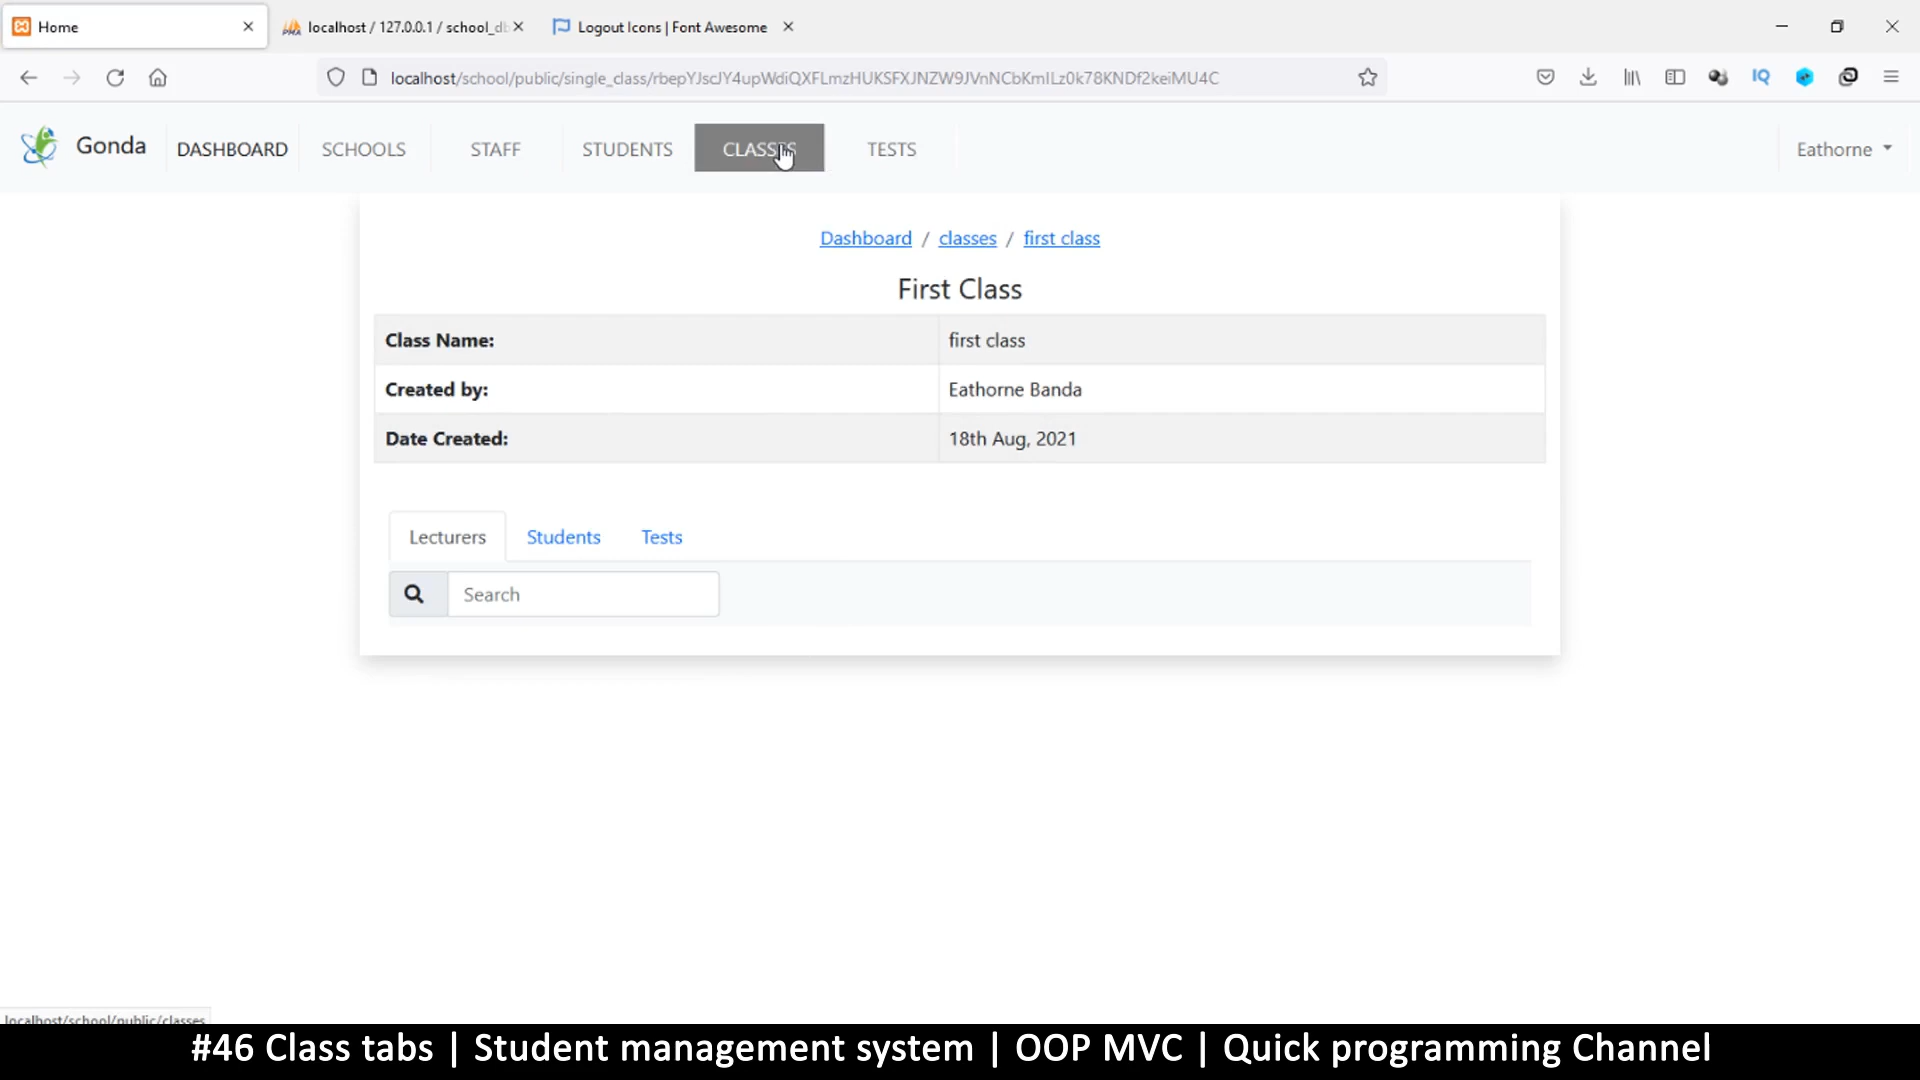 Home
localhost / 127.0.0.1 / school_db
Logout Icons | Font Awesome
localhost/school/public/single_class/rbepYJscJY4upWdiQXFLmzHUKSFXJNZW9JVnNCbKmILz0k78KNDf2keiMU4C
IQ
Gonda
DASHBOARD
SCHOOLS
STAFF
STUDENTS
CLASSES
TESTS
Eathorne
Dashboard / classes / first class
First Class
Class Name: first class
Created by: Eathorne Banda
Date Created: 18th Aug, 2021
Lecturers Students Tests
Search
localhost/school/public/classes
#46 Class tabs | Student management system | OOP MVC | Quick programming Channel